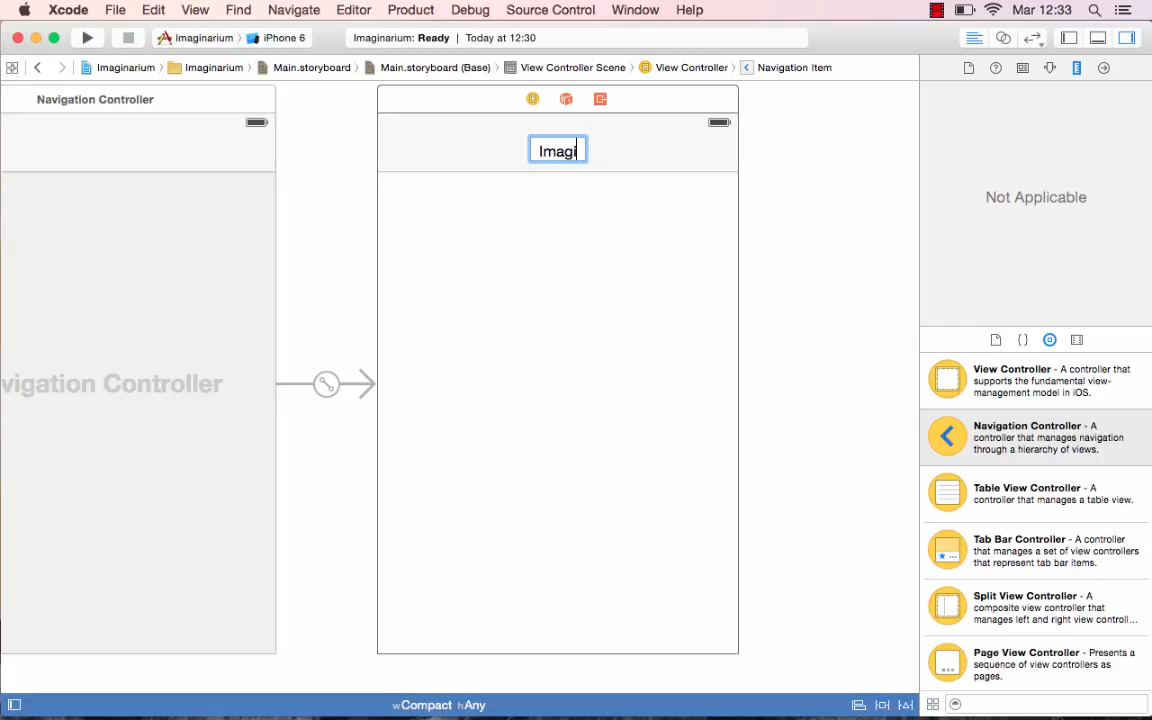 Xcode File Edit View Find Navigate Editor Product Debug Source Control Window Help Mar 12:33
Imaginarium iPhone 6 Imaginarium: Ready | Today at 12:30
Imaginarium Imaginarium Main.storyboard Main.storyboard (Base) View Controller Scene View Controller Navigation Item
Navigation Controller
Imagi
Not Applicable
vigation Controller
View Controller - A controller that
supports the fundamental view-
management model in iOS.
Navigation Controller - A
controller that manages navigation
through a hierarchy of views.
Table View Controller - A
controller that manages a table view.
Tab Bar Controller - A controller
that manages a set of view controllers
that represent tab bar items.
Split View Controller - A
composite view controller that
manages left and right view controll...
Page View Controller - Presents a
sequence of view controllers as
pages.
wCompact hAny